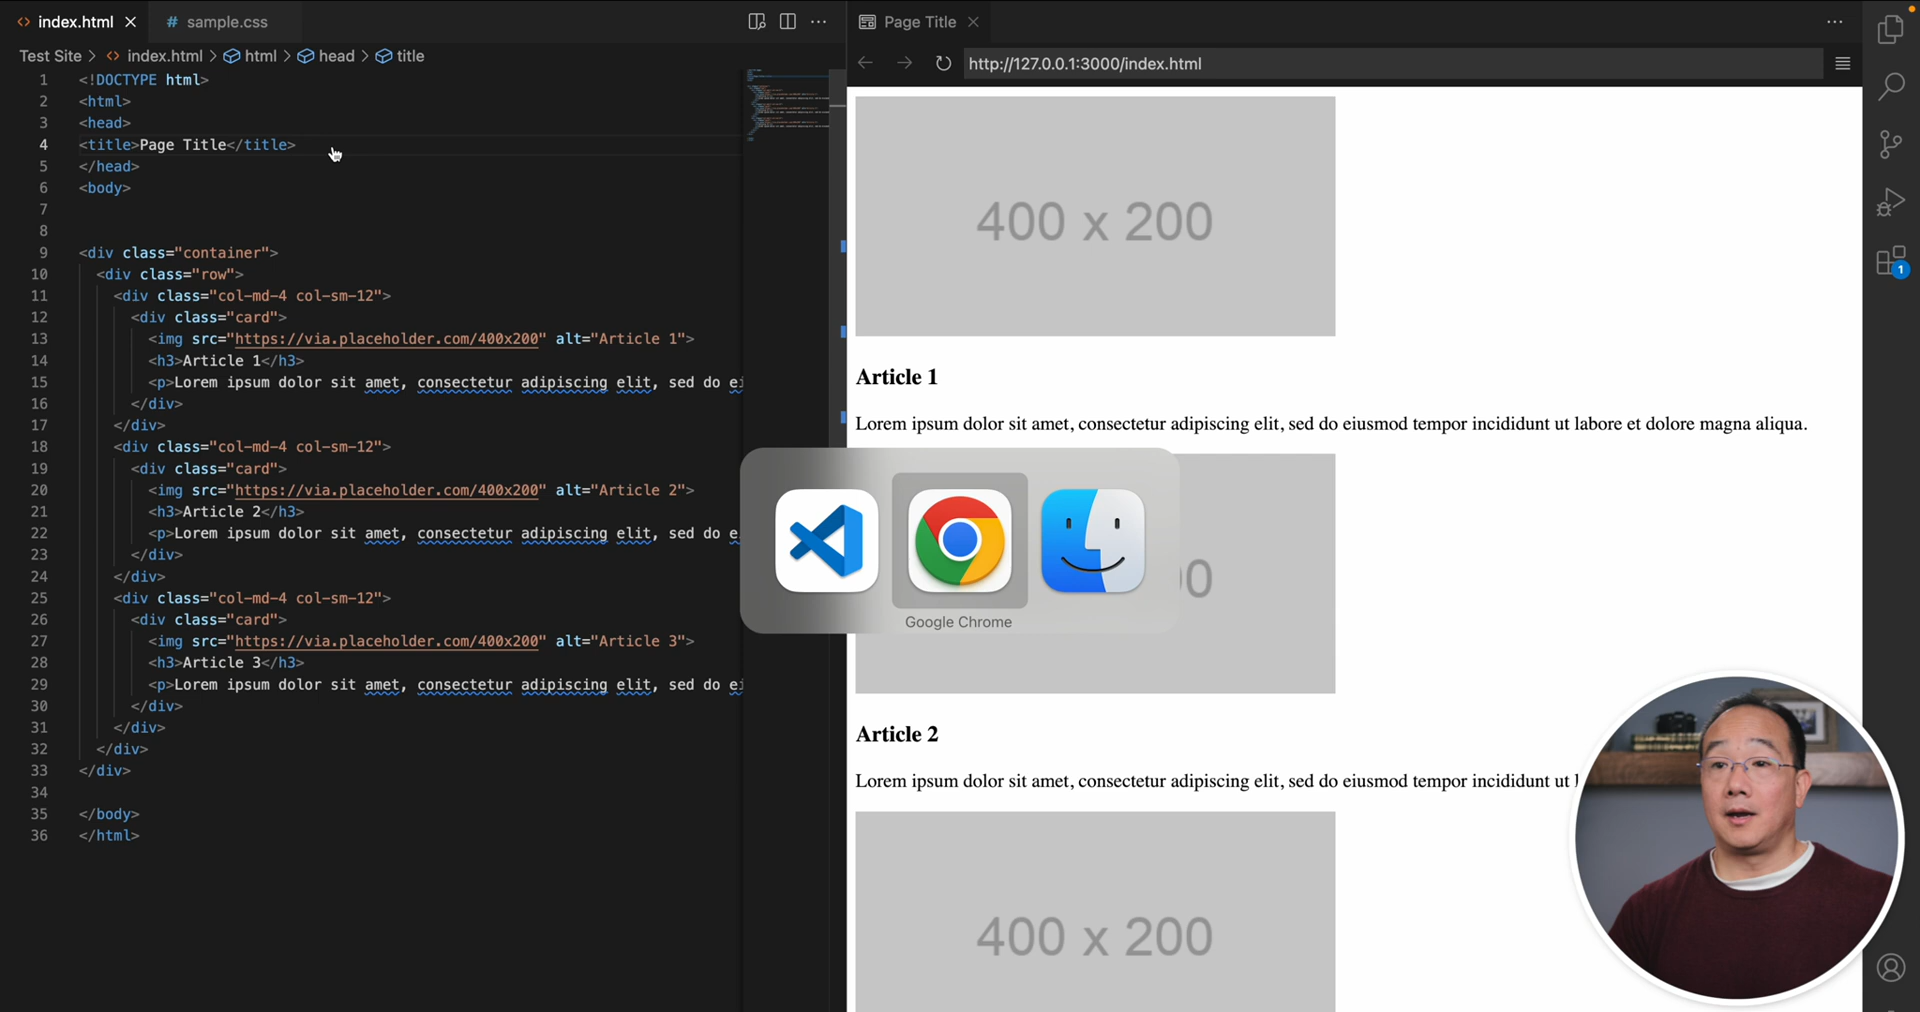 index.html
# sample.css
Test Site > index.html > html > head > title
1 <!DOCTYPE html>
2 <html>
3 <head>
4 <title>Page Title</title>
5 </head>
6 <body>
7
8
9 <div class="container">
10 <div class="row">
11 <div class="col-md-4 col-sm-12">
12 <div class="card">
13 <img src="https://via.placeholder.com/400x200" alt="Article 1">
14 <h3>Article 1</h3>
15 <p>Lorem ipsum dolor sit amet, consectetur adipiscing elit, sed do ei
16 </div>
17 </div>
18 <div class="col-md-4 col-sm-12">
19 <div class="card">
20 <img src="https://via.placeholder.com/400x200" alt="Article 2">
21 <h3>Article 2</h3>
22 <p>Lorem ipsum dolor sit amet, consectetur adipiscing elit, sed do e
23 </div>
24 </div>
25 <div class="col-md-4 col-sm-12">
26 <div class="card">
27 <img src="https://via.placeholder.com/400x200" alt="Article 3">
28 <h3>Article 3</h3>
29 <p>Lorem ipsum dolor sit amet, consectetur adipiscing elit, sed do ei
30 </div>
31 </div>
32 </div>
33 </div>
34
35 </body>
36 </html>
Page Title
http://127.0.0.1:3000/index.html
400 x 200
Article 1
Lorem ipsum dolor sit amet, consectetur adipiscing elit, sed do eiusmod tempor incididunt ut labore et dolore magna aliqua.
0
Google Chrome
Article 2
Lorem ipsum dolor sit amet, consectetur adipiscing elit, sed do eiusmod tempor incididunt ut l
400 x 200
1